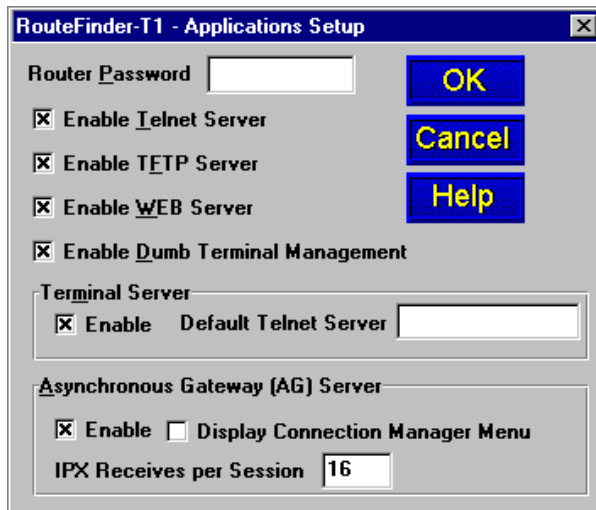 RouteFinder-T1 - Applications Setup
Router Password
OK
Enable Telnet Server
Cancel
Enable TFTP Server
Help
Enable WEB Server
Enable Dumb Terminal Management
Terminal Server
Enable Default Telnet Server
Asynchronous Gateway (AG) Server
Enable Display Connection Manager Menu
IPX Receives per Session 16